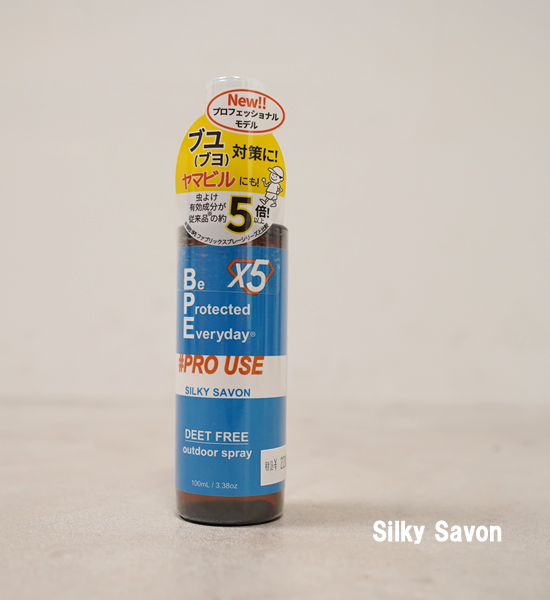 New!!
プロフェッショナル
モデル
ブユ
(ブヨ)
対策に!
ヤマビルにも!
虫よけ
有効成分が
従来品※の約
5倍!
以上
X5
Be
Protected
Everyday®
#PRO USE
SILKY SAVON
DEET FREE
outdoor spray
100mL / 3.38oz
税込¥
Silky Savon